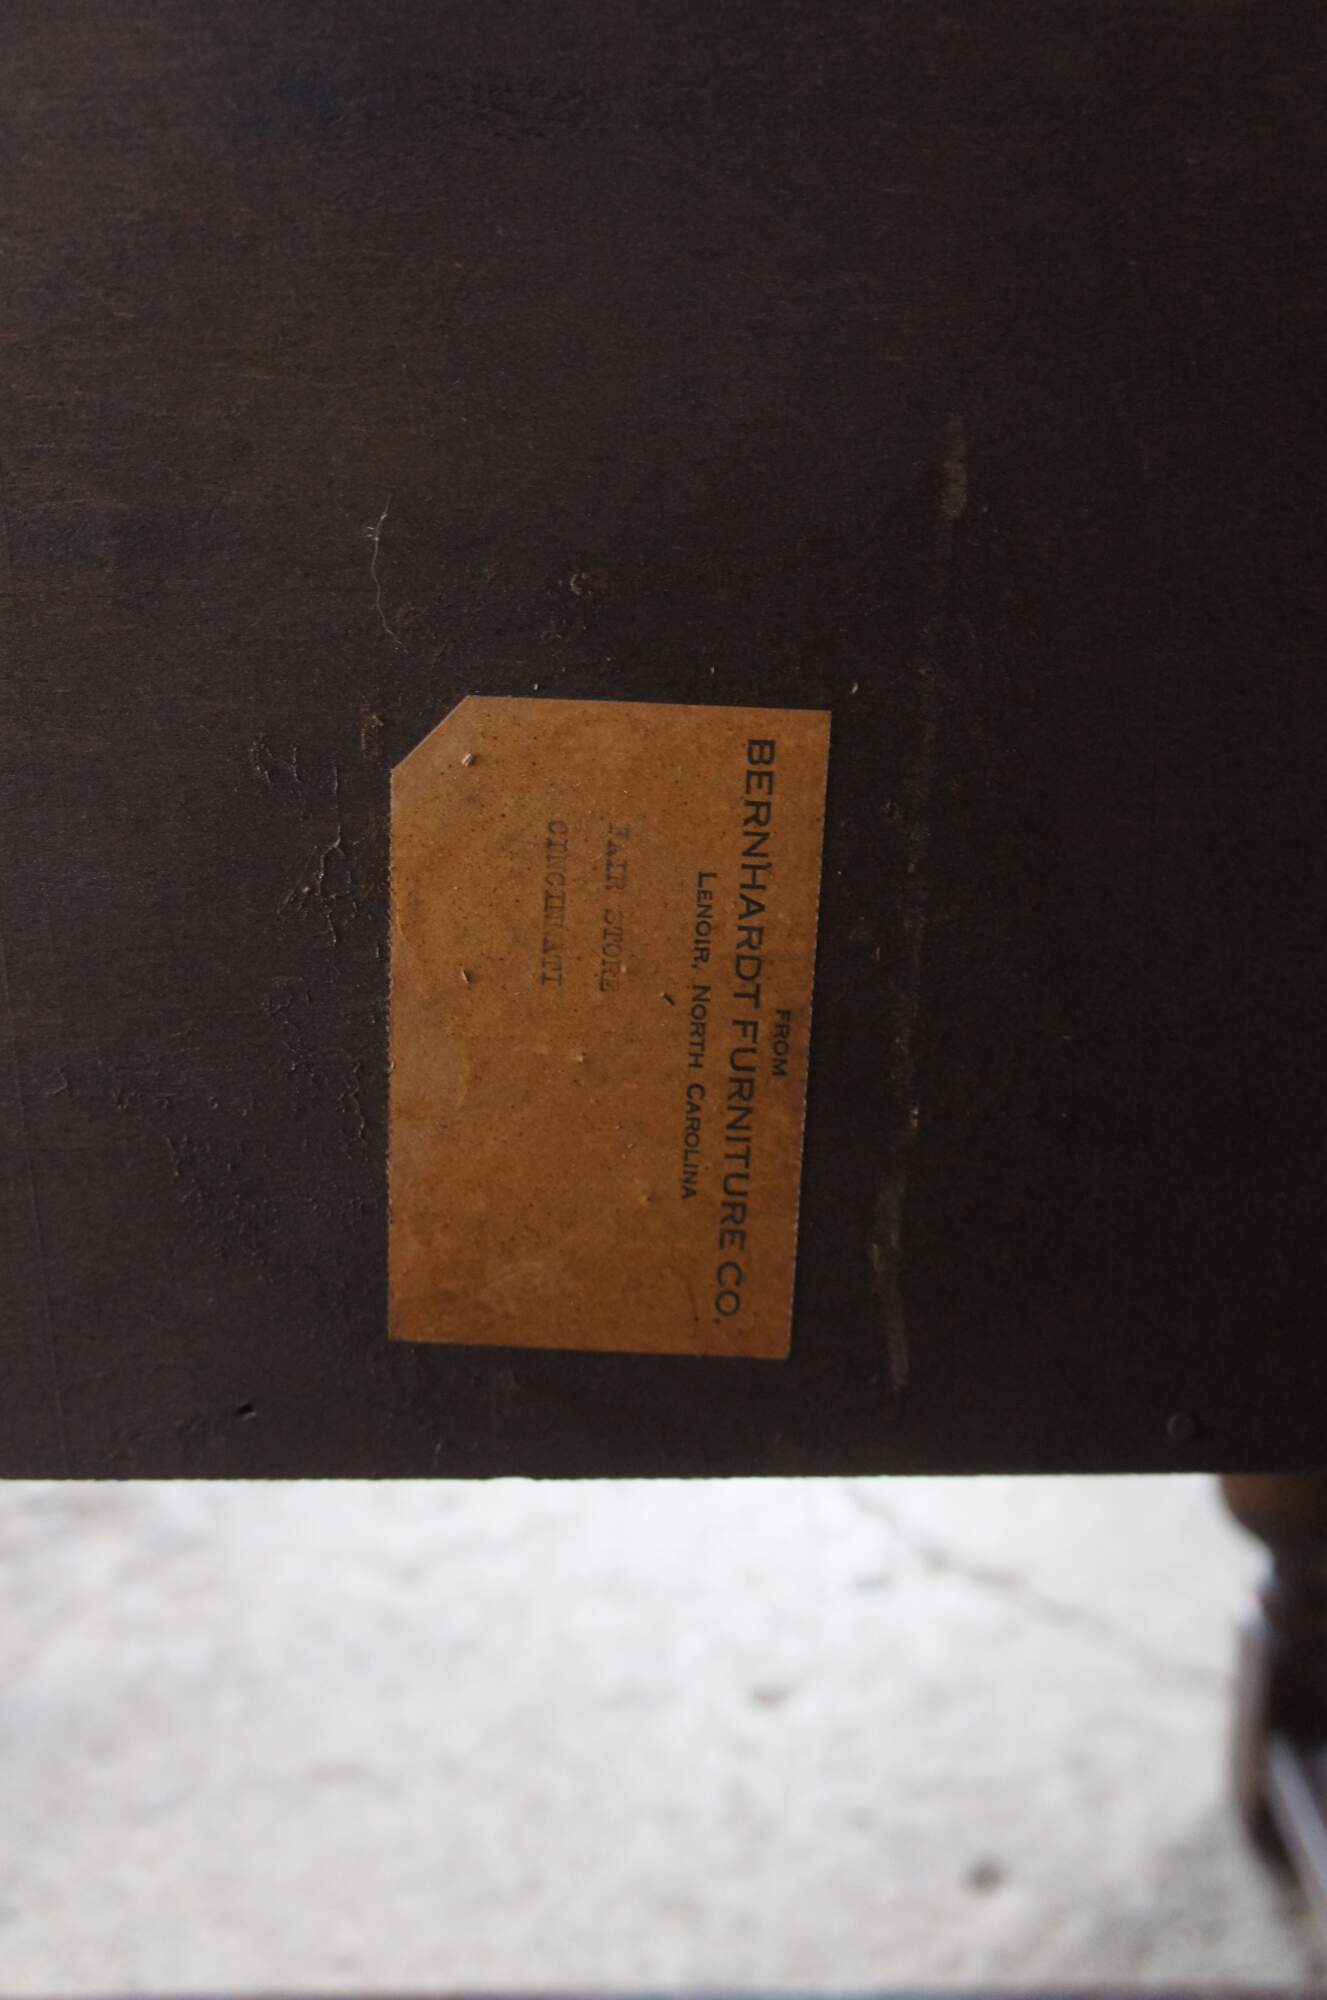 FROM
BERNHARDT FURNITURE CO.
LENOIR, NORTH CAROLINA
FAIR STORE
CINCINNATI